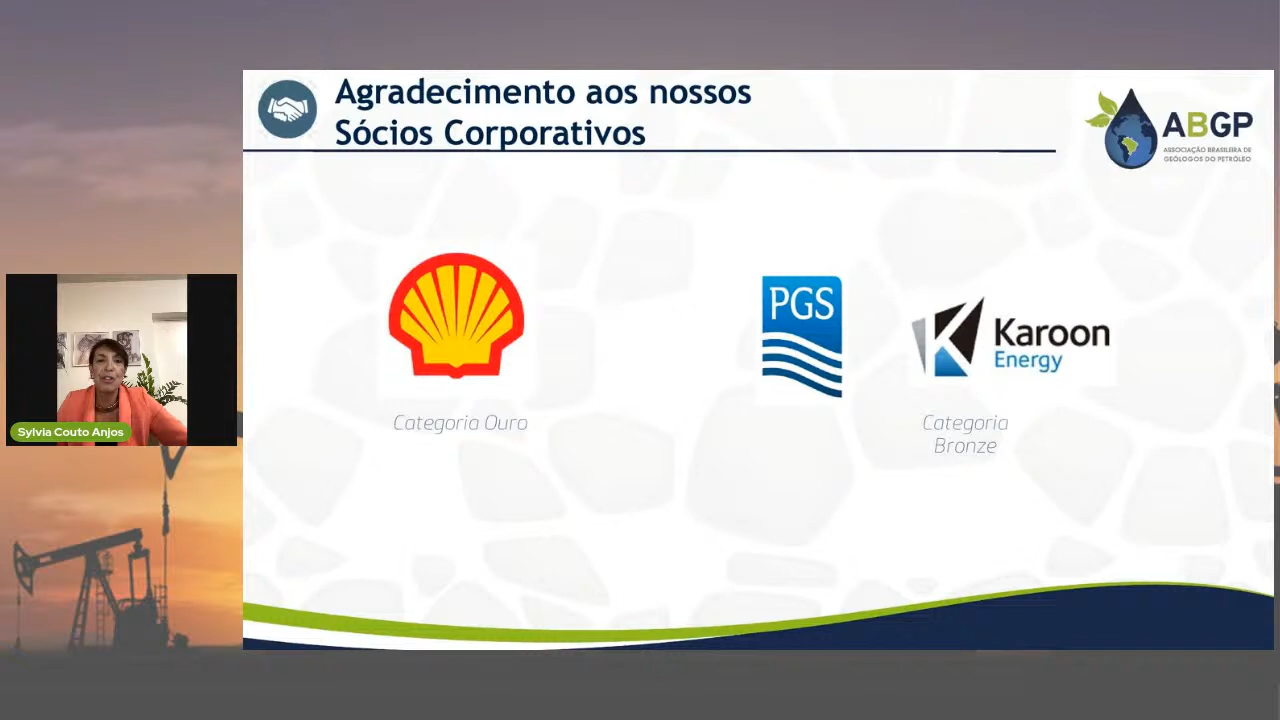 Agradecimento aos nossos
Sócios Corporativos
ABGP
ASSOCIAÇÃO BRASILEIRA DE
GEÓLOGOS DO PETRÓLEO
PGS
Karoon
Energy
Categoria Ouro
Categoria
Bronze
Sylvia Couto Anjos